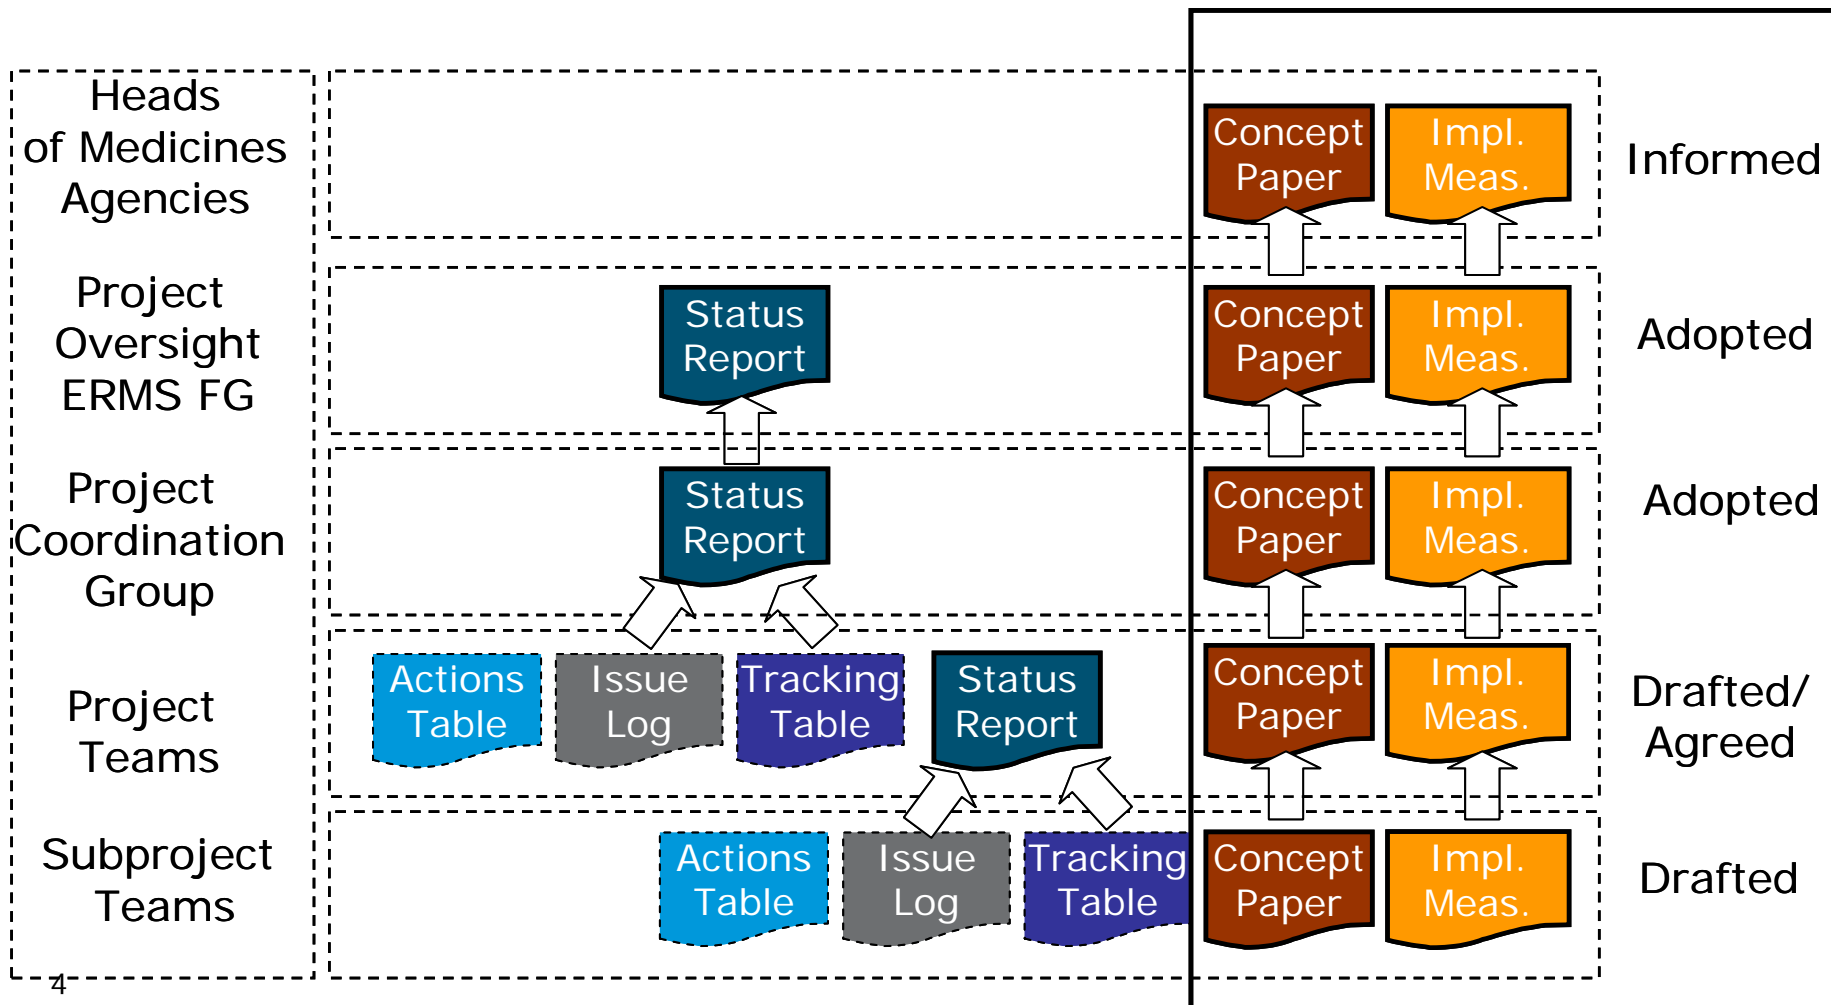 Heads
of Medicines
Agencies
Concept
Paper
Impl.
Meas.
Informed
Project
Oversight
ERMS FG
Status
Report
Concept
Paper
Impl.
Meas.
Adopted
Project
Coordination
Group
Status
Report
Concept
Paper
Impl.
Meas.
Adopted
Project
Teams
Actions
Table
Issue
Log
Tracking
Table
Status
Report
Concept
Paper
Impl.
Meas.
Drafted/
Agreed
Subproject
Teams
Actions
Table
Issue
Log
Tracking
Table
Concept
Paper
Impl.
Meas.
Drafted
4